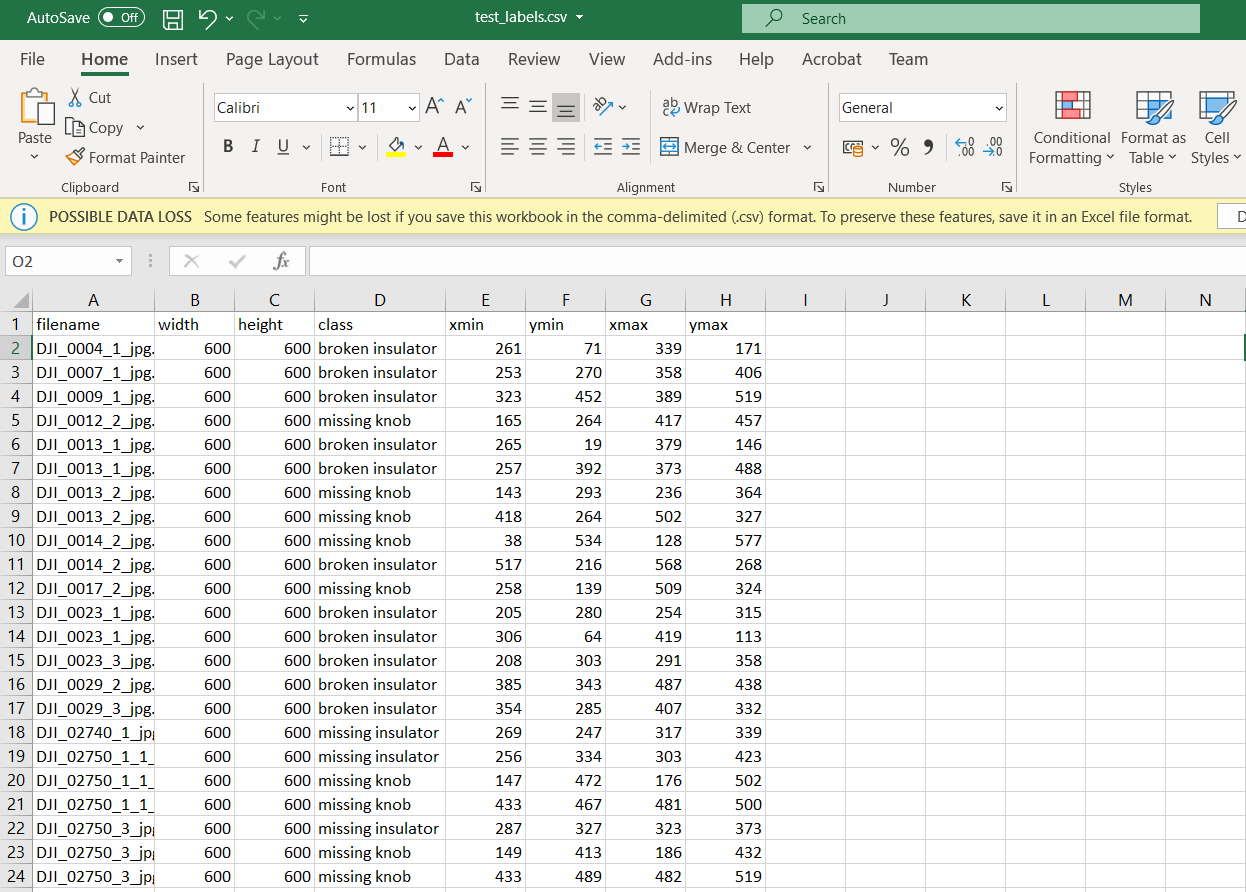 AutoSave Off test_labels.csv Search
File Home Insert Page Layout Formulas Data Review View Add-ins Help Acrobat Team
Paste Cut Copy Format Painter Clipboard
Calibri 11 A A B I U A Font
ab Wrap Text Merge & Center Alignment
General % Number
Conditional Formatting Format as Table Cell Styles Styles
POSSIBLE DATA LOSS Some features might be lost if you save this workbook in the comma-delimited (.csv) format. To preserve these features, save it in an Excel file format. D
O2 fx
A B C D E F G H I J K L M N
1 filename width height class xmin ymin xmax ymax
2 DJI_0004_1_jpg. 600 600 broken insulator 261 71 339 171
3 DJI_0007_1_jpg. 600 600 broken insulator 253 270 358 406
4 DJI_0009_1_jpg. 600 600 broken insulator 323 452 389 519
5 DJI_0012_2_jpg. 600 600 missing knob 165 264 417 457
6 DJI_0013_1_jpg. 600 600 broken insulator 265 19 379 146
7 DJI_0013_1_jpg. 600 600 broken insulator 257 392 373 488
8 DJI_0013_2_jpg. 600 600 missing knob 143 293 236 364
9 DJI_0013_2_jpg. 600 600 missing knob 418 264 502 327
10 DJI_0014_2_jpg. 600 600 missing knob 38 534 128 577
11 DJI_0014_2_jpg. 600 600 broken insulator 517 216 568 268
12 DJI_0017_2_jpg. 600 600 missing knob 258 139 509 324
13 DJI_0023_1_jpg. 600 600 broken insulator 205 280 254 315
14 DJI_0023_1_jpg. 600 600 broken insulator 306 64 419 113
15 DJI_0023_3_jpg. 600 600 broken insulator 208 303 291 358
16 DJI_0029_2_jpg. 600 600 broken insulator 385 343 487 438
17 DJI_0029_3_jpg. 600 600 broken insulator 354 285 407 332
18 DJI_02740_1_jp 600 600 missing insulator 269 247 317 339
19 DJI_02750_1_1_ 600 600 missing insulator 256 334 303 423
20 DJI_02750_1_1_ 600 600 missing knob 147 472 176 502
21 DJI_02750_1_1_ 600 600 missing knob 433 467 481 500
22 DJI_02750_3_jp 600 600 missing insulator 287 327 323 373
23 DJI_02750_3_jp 600 600 missing knob 149 413 186 432
24 DJI_02750_3_jp 600 600 missing knob 433 489 482 519